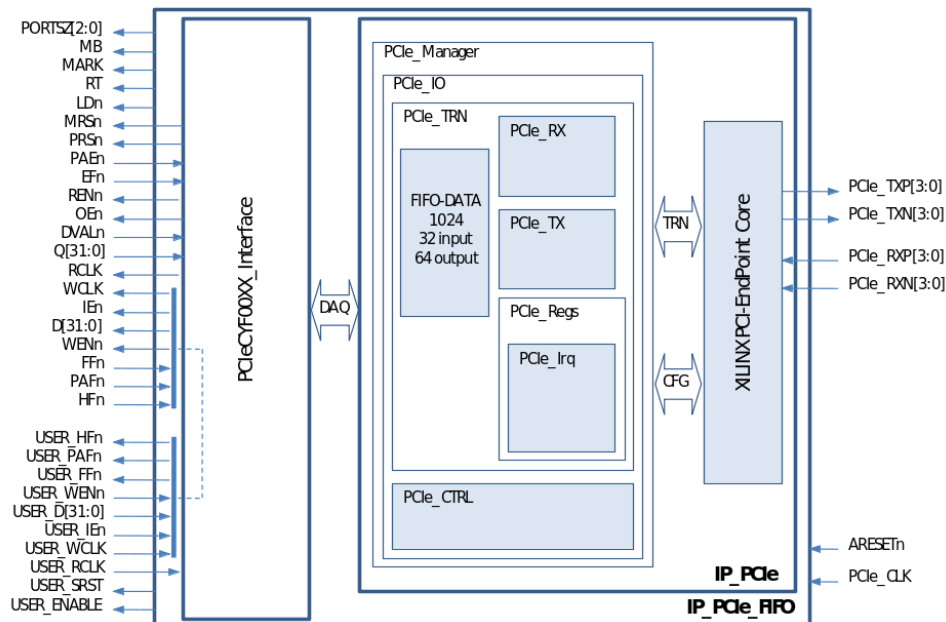 PORTSZ[2:0]
MB
MARK
RT
LDn
MRSn
PRSn
PAEn
EFn
RENn
OEn
DVALn
Q[31:0]
RCLK
WCLK
IEn
D[31:0]
WENn
FFn
PAFn
HFn
USER_HFn
USER_PAFn
USER_FFn
USER_WENn
USER_D[31:0]
USER_IEn
USER_WCLK
USER_RCLK
USER_SRST
USER_ENABLE
PCIeCYF00XX_Interface
DAQ
PCIe_Manager
PCIe_IO
PCIe_TRN
FIFO-DATA
1024
32 input
64 output
PCIe_RX
PCIe_TX
PCIe_Regs
PCIe_Irq
PCIe_CTRL
TRN
CFG
XILINX PCI-EndPoint Core
PCIe_TXP[3:0]
PCIe_TXN[3:0]
PCIe_RXP[3:0]
PCIe_RXN[3:0]
ARESETn
PCIe_CLK
IP_PCIe
IP_PCIe_FIFO